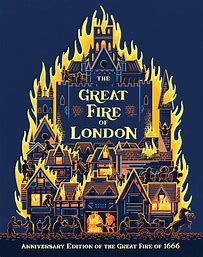 THE
GREAT
FIRE
OF
LONDON
ANNIVERSARY EDITION OF THE GREAT FIRE OF 1666